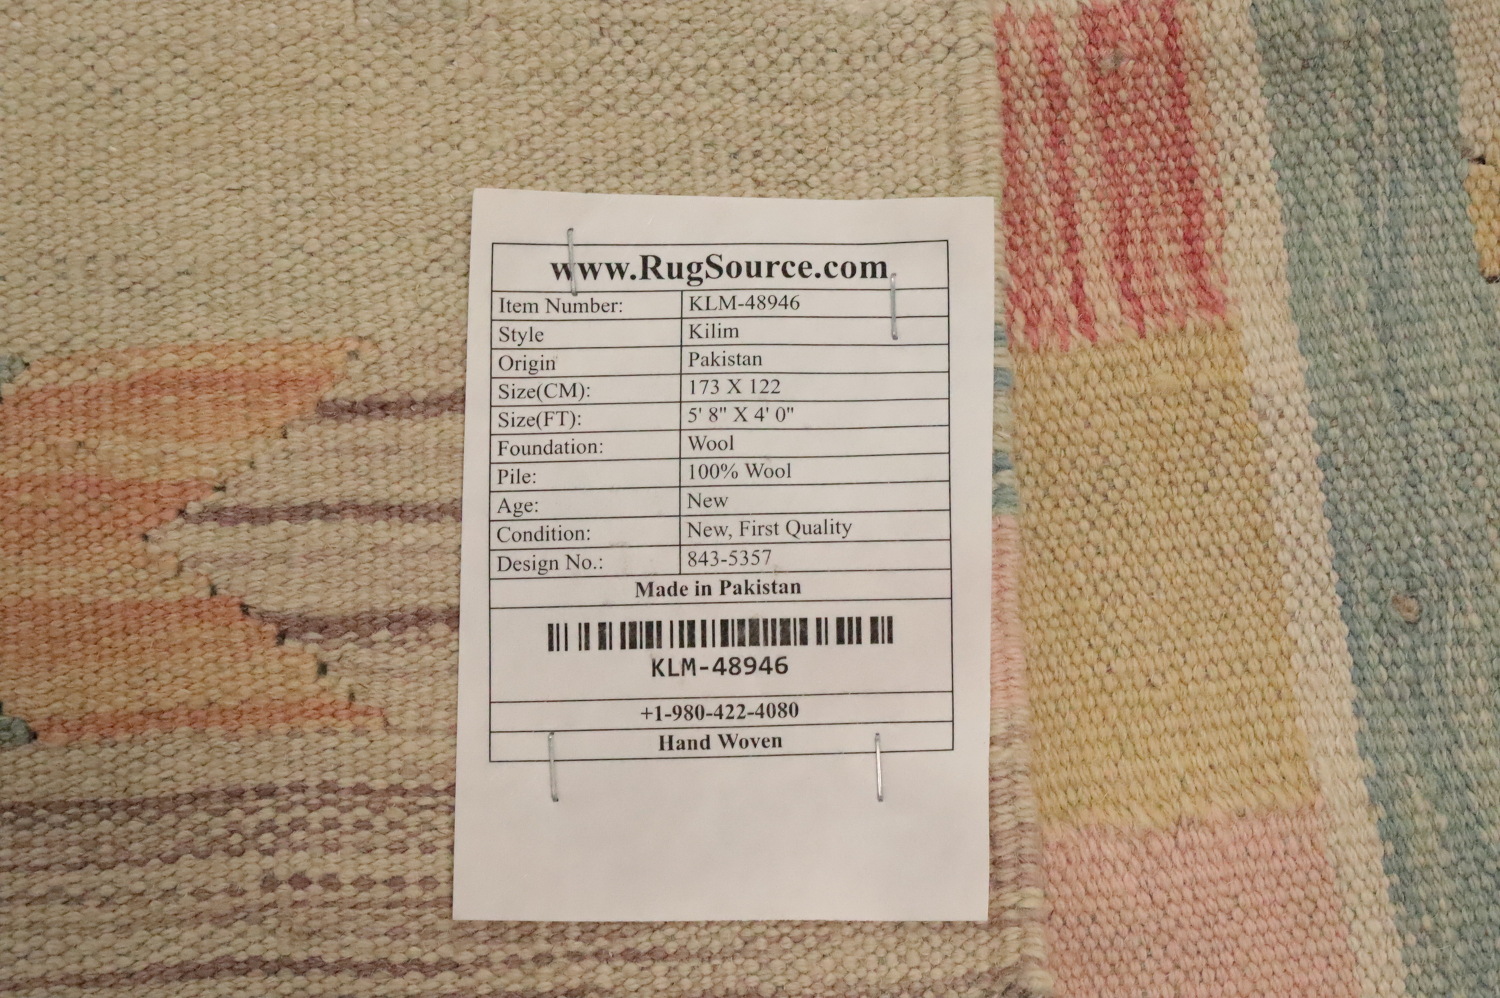 www.RugSource.com
Item Number: KLM-48946
Style Kilim
Origin Pakistan
Size(CM): 173 X 122
Size(FT): 5' 8" X 4' 0"
Foundation: Wool
Pile: 100% Wool
Age: New
Condition: New, First Quality
Design No.: 843-5357
Made in Pakistan
KLM-48946
+1-980-422-4080
Hand Woven